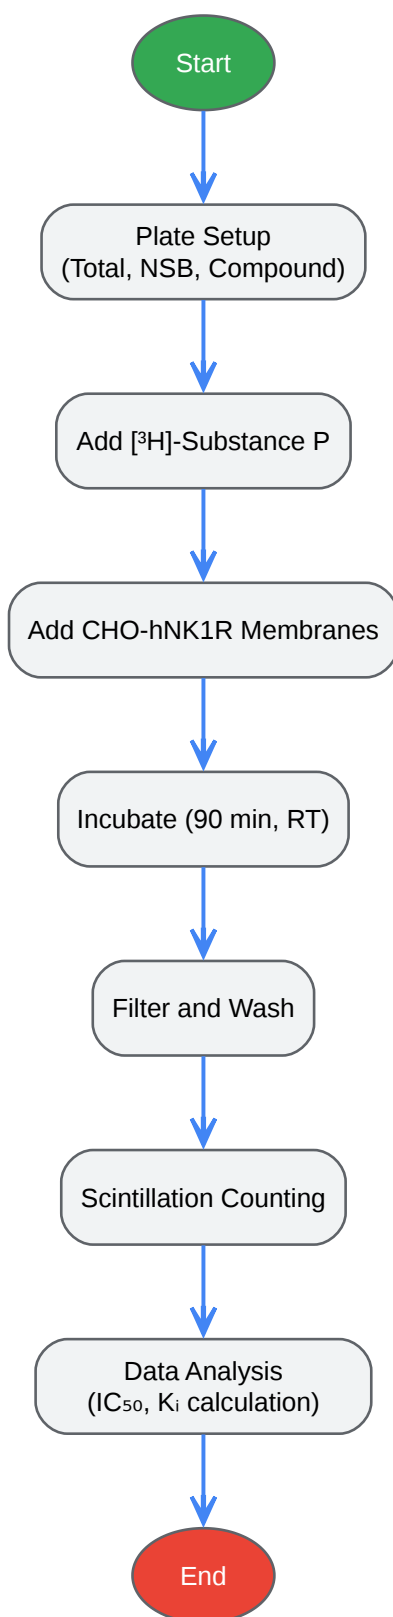 Start
Plate Setup
(Total, NSB, Compound)
Add [³H]-Substance P
Add CHO-hNK1R Membranes
Incubate (90 min, RT)
Filter and Wash
Scintillation Counting
Data Analysis
(IC₅₀, Kᵢ calculation)
End